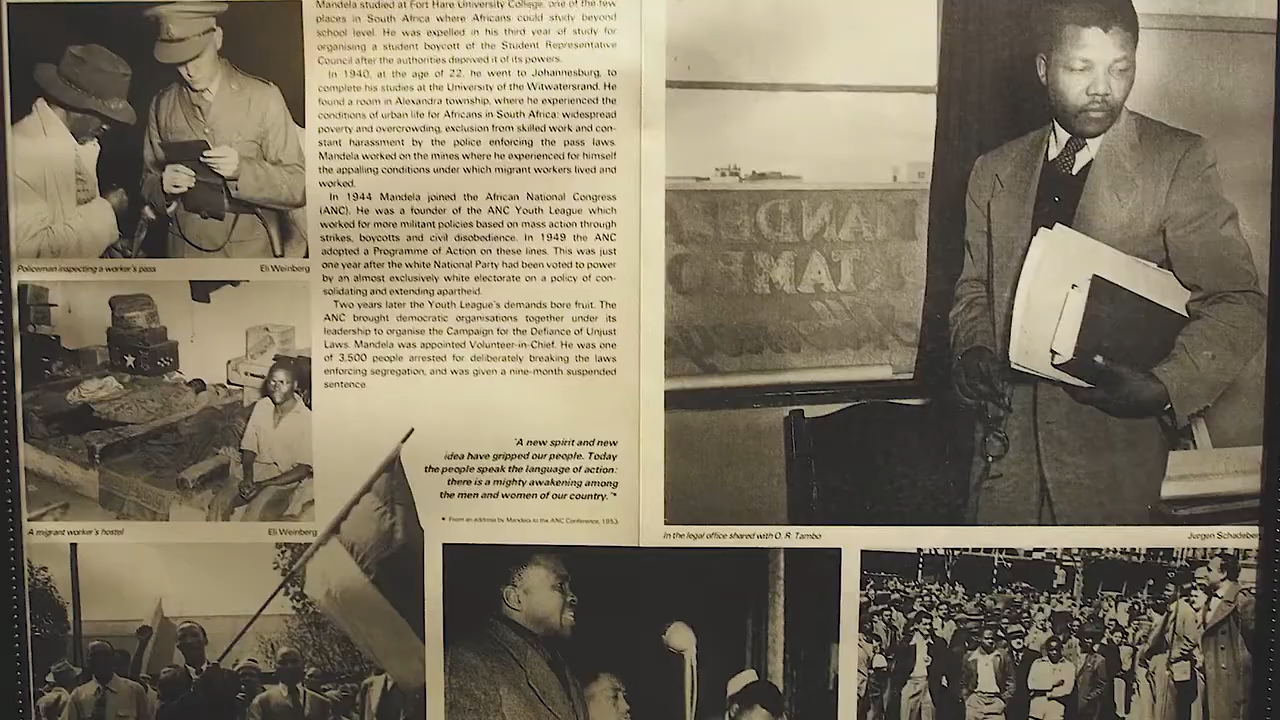 Mandela studied at Fort Hare University College, one of the few
places in South Africa where Africans could study beyond
school level. He was expelled in his third year of study for
organising a student boycott of the Student Representative
Council after the authorities deprived it of its powers.
In 1940, at the age of 22, he went to Johannesburg, to
complete his studies at the University of the Witwatersrand. He
found a room in Alexandra township, where he experienced the
conditions of urban life for Africans in South Africa: widespread
poverty and overcrowding, exclusion from skilled work and con-
stant harassment by the police enforcing the pass laws.
Mandela worked on the mines where he experienced for himself
the appalling conditions under which migrant workers lived and
worked.
In 1944 Mandela joined the African National Congress
(ANC). He was a founder of the ANC Youth League which
worked for more militant policies based on mass action through
strikes, boycotts and civil disobedience. In 1949 the ANC
adopted a Programme of Action on these lines. This was just
one year after the white National Party had been voted to power
by an almost exclusively white electorate on a policy of con-
solidating and extending apartheid.
Two years later the Youth League's demands bore fruit. The
ANC brought democratic organisations together under its
leadership to organise the Campaign for the Defiance of Unjust
Laws. Mandela was appointed Volunteer-in-Chief. He was one
of 3,500 people arrested for deliberately breaking the laws
enforcing segregation, and was given a nine-month suspended
sentence.
"A new spirit and new
idea have gripped our people. Today
the people speak the language of action:
there is a mighty awakening among
the men and women of our country."*
* From an address by Mandela to the ANC Conference, 1953
Policeman inspecting a worker's pass
Eli Weinberg
A migrant worker's hostel
Eli Weinberg
MANDEL
TAM
In the legal office shared with O. R. Tambo
Jurgen Schadeberg